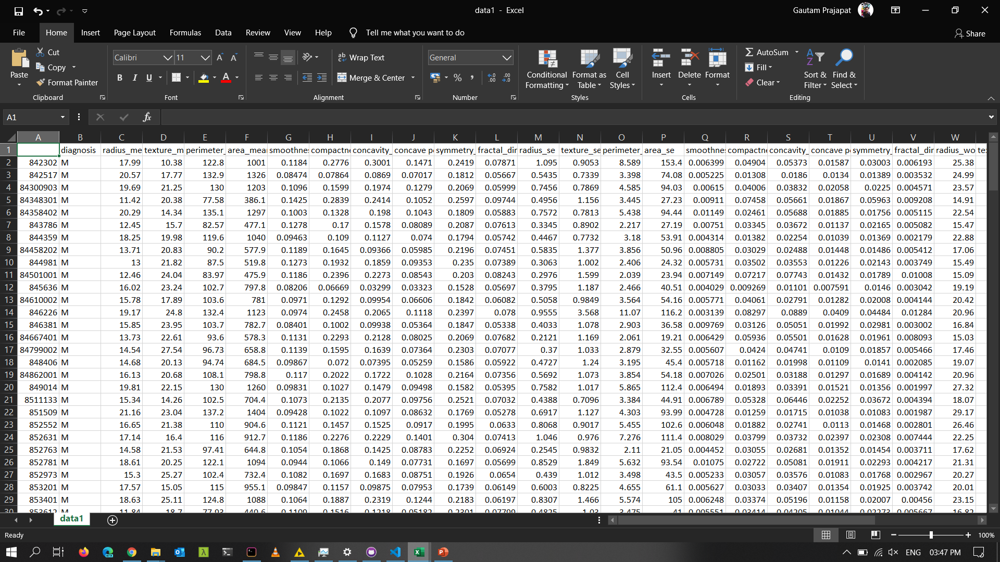 data1 - Excel
Gautam Prajapat
File Home Insert Page Layout Formulas Data Review View Help Tell me what you want to do Share
Cut
Copy
Format Painter
Paste
Clipboard
Calibri 11
B I U
Font
Wrap Text
Merge & Center
Alignment
General
Number
Conditional Formatting
Format as Table
Cell Styles
Styles
Insert Delete Format
Cells
AutoSum
Fill
Clear
Sort & Filter
Find & Select
Editing
A1 fx
A B C D E F G H I J K L M N O P Q R S T U V W
1 diagnosis radius_me texture_m perimeter_ area_mea smoothnes compactne concavity_ concave po symmetry_ fractal_dim radius_se texture_se perimeter_ area_se smoothnes compactne concavity_ concave po symmetry_ fractal_dim radius_wo tex
2 842302 M 17.99 10.38 122.8 1001 0.1184 0.2776 0.3001 0.1471 0.2419 0.07871 1.095 0.9053 8.589 153.4 0.006399 0.04904 0.05373 0.01587 0.03003 0.006193 25.38
3 842517 M 20.57 17.77 132.9 1326 0.08474 0.07864 0.0869 0.07017 0.1812 0.05667 0.5435 0.7339 3.398 74.08 0.005225 0.01308 0.0186 0.0134 0.01389 0.003532 24.99
4 84300903 M 19.69 21.25 130 1203 0.1096 0.1599 0.1974 0.1279 0.2069 0.05999 0.7456 0.7869 4.585 94.03 0.00615 0.04006 0.03832 0.02058 0.0225 0.004571 23.57
5 84348301 M 11.42 20.38 77.58 386.1 0.1425 0.2839 0.2414 0.1052 0.2597 0.09744 0.4956 1.156 3.445 27.23 0.00911 0.07458 0.05661 0.01867 0.05963 0.009208 14.91
6 84358402 M 20.29 14.34 135.1 1297 0.1003 0.1328 0.198 0.1043 0.1809 0.05883 0.7572 0.7813 5.438 94.44 0.01149 0.02461 0.05688 0.01885 0.01756 0.005115 22.54
7 843786 M 12.45 15.7 82.57 477.1 0.1278 0.17 0.1578 0.08089 0.2087 0.07613 0.3345 0.8902 2.217 27.19 0.00751 0.03345 0.03672 0.01137 0.02165 0.005082 15.47
8 844359 M 18.25 19.98 119.6 1040 0.09463 0.109 0.1127 0.074 0.1794 0.05742 0.4467 0.7732 3.18 53.91 0.004314 0.01382 0.02254 0.01039 0.01369 0.002179 22.88
9 84458202 M 13.71 20.83 90.2 577.9 0.1189 0.1645 0.09366 0.05985 0.2196 0.07451 0.5835 1.377 3.856 50.96 0.008805 0.03029 0.02488 0.01448 0.01486 0.005412 17.06
10 844981 M 13 21.82 87.5 519.8 0.1273 0.1932 0.1859 0.09353 0.235 0.07389 0.3063 1.002 2.406 24.32 0.005731 0.03502 0.03553 0.01226 0.02143 0.003749 15.49
11 84501001 M 12.46 24.04 83.97 475.9 0.1186 0.2396 0.2273 0.08543 0.203 0.08243 0.2976 1.599 2.039 23.94 0.007149 0.07217 0.07743 0.01432 0.01789 0.01008 15.09
12 845636 M 16.02 23.24 102.7 797.8 0.08206 0.06669 0.03299 0.03323 0.1528 0.05697 0.3795 1.187 2.466 40.51 0.004029 0.009269 0.01101 0.007591 0.0146 0.003042 19.19
13 84610002 M 15.78 17.89 103.6 781 0.0971 0.1292 0.09954 0.06606 0.1842 0.06082 0.5058 0.9849 3.564 54.16 0.005771 0.04061 0.02791 0.01282 0.02008 0.004144 20.42
14 846226 M 19.17 24.8 132.4 1123 0.0974 0.2458 0.2065 0.1118 0.2397 0.078 0.9555 3.568 11.07 116.2 0.003139 0.08297 0.0889 0.0409 0.04484 0.01284 20.96
15 846381 M 15.85 23.95 103.7 782.7 0.08401 0.1002 0.09938 0.05364 0.1847 0.05338 0.4033 1.078 2.903 36.58 0.009769 0.03126 0.05051 0.01992 0.02981 0.003002 16.84
16 84667401 M 13.73 22.61 93.6 578.3 0.1131 0.2293 0.2128 0.08025 0.2069 0.07682 0.2121 1.169 2.061 19.21 0.006429 0.05936 0.05501 0.01628 0.01961 0.008093 15.03
17 84799002 M 14.54 27.54 96.73 658.8 0.1139 0.1595 0.1639 0.07364 0.2303 0.07077 0.37 1.033 2.879 32.55 0.005607 0.0424 0.04741 0.0109 0.01857 0.005466 17.46
18 848406 M 14.68 20.13 94.74 684.5 0.09867 0.072 0.07395 0.05259 0.1586 0.05922 0.4727 1.24 3.195 45.4 0.005718 0.01162 0.01998 0.01109 0.0141 0.002085 19.07
19 84862001 M 16.13 20.68 108.1 798.8 0.117 0.2022 0.1722 0.1028 0.2164 0.07356 0.5692 1.073 3.854 54.18 0.007026 0.02501 0.03188 0.01297 0.01689 0.004142 20.96
20 849014 M 19.81 22.15 130 1260 0.09831 0.1027 0.1479 0.09498 0.1582 0.05395 0.7582 1.017 5.865 112.4 0.006494 0.01893 0.03391 0.01521 0.01356 0.001997 27.32
21 8511133 M 15.34 14.26 102.5 704.4 0.1073 0.2135 0.2077 0.09756 0.2521 0.07032 0.4388 0.7096 3.384 44.91 0.006789 0.05328 0.06446 0.02252 0.03672 0.004394 18.07
22 851509 M 21.16 23.04 137.2 1404 0.09428 0.1022 0.1097 0.08632 0.1769 0.05278 0.6917 1.127 4.303 93.99 0.004728 0.01259 0.01715 0.01038 0.01083 0.001987 29.17
23 852552 M 16.65 21.38 110 904.6 0.1121 0.1457 0.1525 0.0917 0.1995 0.0633 0.8068 0.9017 5.455 102.6 0.006048 0.01882 0.02741 0.0113 0.01468 0.002801 26.46
24 852631 M 17.14 16.4 116 912.7 0.1186 0.2276 0.2229 0.1401 0.304 0.07413 1.046 0.976 7.276 111.4 0.008029 0.03799 0.03732 0.02397 0.02308 0.007444 22.25
25 852763 M 14.58 21.53 97.41 644.8 0.1054 0.1868 0.1425 0.08783 0.2252 0.06924 0.2545 0.9832 2.11 21.05 0.004452 0.03055 0.02681 0.01352 0.01454 0.003711 17.62
26 852781 M 18.61 20.25 122.1 1094 0.0944 0.1066 0.149 0.07731 0.1697 0.05699 0.8529 1.849 5.632 93.54 0.01075 0.02722 0.05081 0.01911 0.02293 0.004217 21.31
27 852973 M 15.3 25.27 102.4 732.4 0.1082 0.1697 0.1683 0.08751 0.1926 0.0654 0.439 1.012 3.498 43.5 0.005233 0.03057 0.03576 0.01083 0.01768 0.002967 20.27
28 853201 M 17.57 15.05 115 955.1 0.09847 0.1157 0.09875 0.07953 0.1739 0.06149 0.6003 0.8225 4.655 61.1 0.005627 0.03033 0.03407 0.01354 0.01925 0.003742 20.01
29 853401 M 18.63 25.11 124.8 1088 0.1064 0.1887 0.2319 0.1244 0.2183 0.06197 0.8307 1.466 5.574 105 0.006248 0.03374 0.05196 0.01158 0.02007 0.00456 23.15
30 853612 M 11.84 18.7 77.93 440.6 0.1109 0.1516 0.1218 0.05182 0.2301 0.07799 0.4825 1.03 3.475 41 0.005551 0.03414 0.04205 0.01044 0.02273 0.005667 16.82
data1
Ready
100%
ENG 03:47 PM